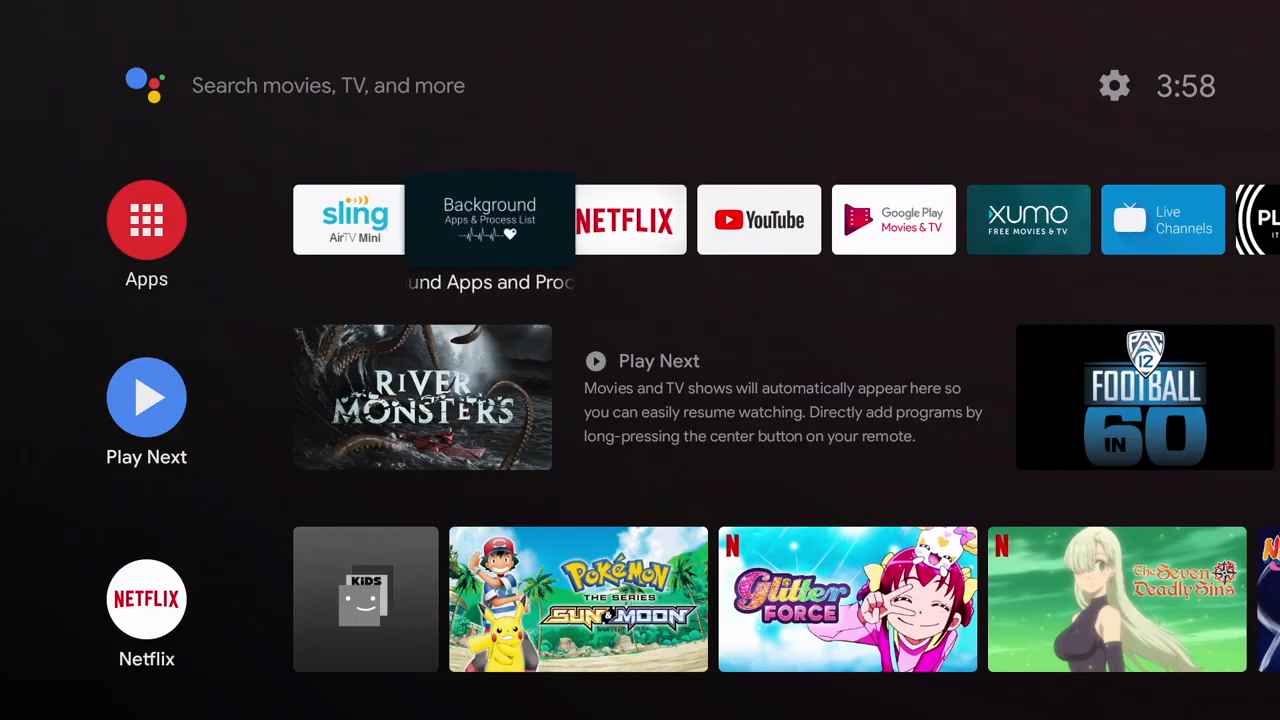 Search movies, TV, and more
3:58
Apps
sling
AirTV Mini
Background
Apps & Process List
und Apps and Proc
NETFLIX
YouTube
Google Play
Movies & TV
XUMO
FREE MOVIES & TV
Live
Channels
PL
IT
Play Next
RIVER
MONSTERS
Play Next
Movies and TV shows will automatically appear here so
you can easily resume watching. Directly add programs by
long-pressing the center button on your remote.
PAC
12
FOOTBALL
IN
60
NETFLIX
Netflix
KiDS
POKéMON
THE SERIES
SUN & MOON
N
Glitter
FORCE
N
The Seven
Deadly Sins
N